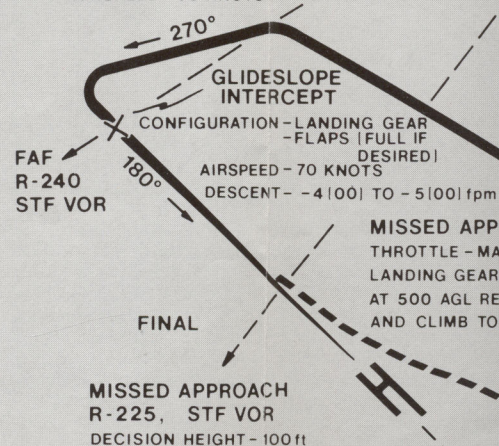 270°
GLIDESLOPE
INTERCEPT
CONFIGURATION - LANDING GEAR
- FLAPS (FULL IF
DESIRED)
AIRSPEED - 70 KNOTS
DESCENT - -4(00) TO -5(00) fpm
FAF
R-240
STF VOR
180°
MISSED APP
THROTTLE - MA
LANDING GEAR
AT 500 AGL RE
AND CLIMB TO
FINAL
MISSED APPROACH
R-225, STF VOR
DECISION HEIGHT - 100 ft